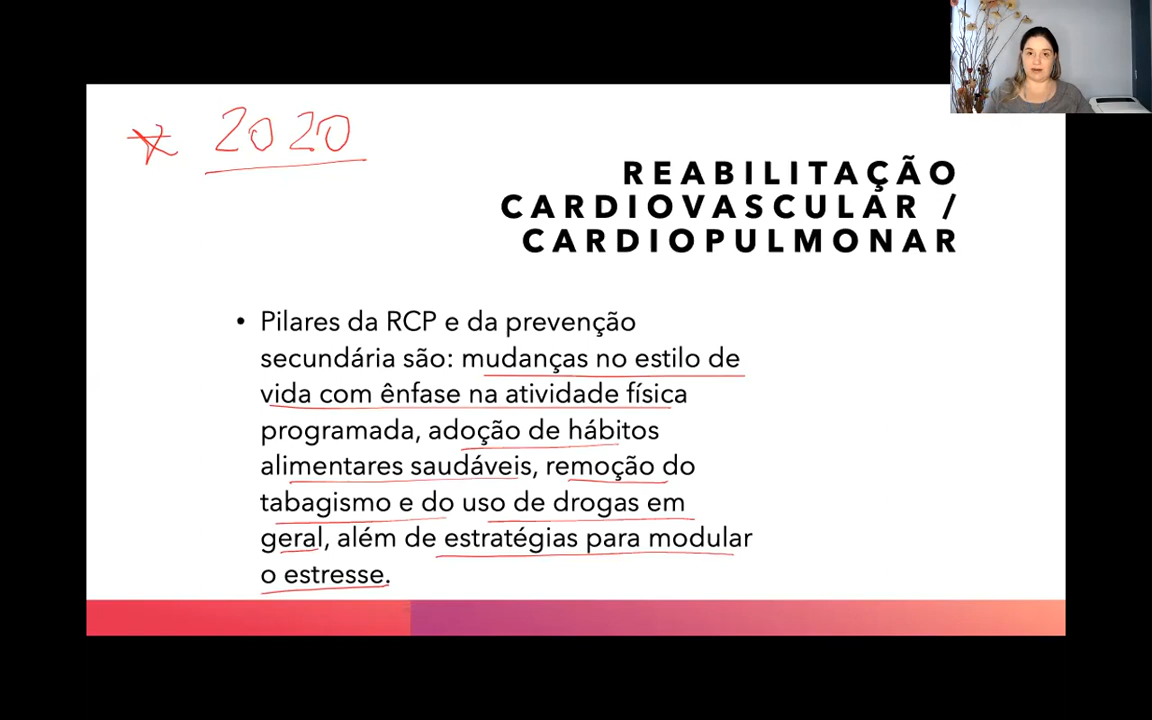 * 2020
REABILITAÇÃO
CARDIOVASCULAR /
CARDIOPULMONAR
• Pilares da RCP e da prevenção
secundária são: mudanças no estilo de
vida com ênfase na atividade física
programada, adoção de hábitos
alimentares saudáveis, remoção do
tabagismo e do uso de drogas em
geral, além de estratégias para modular
o estresse.